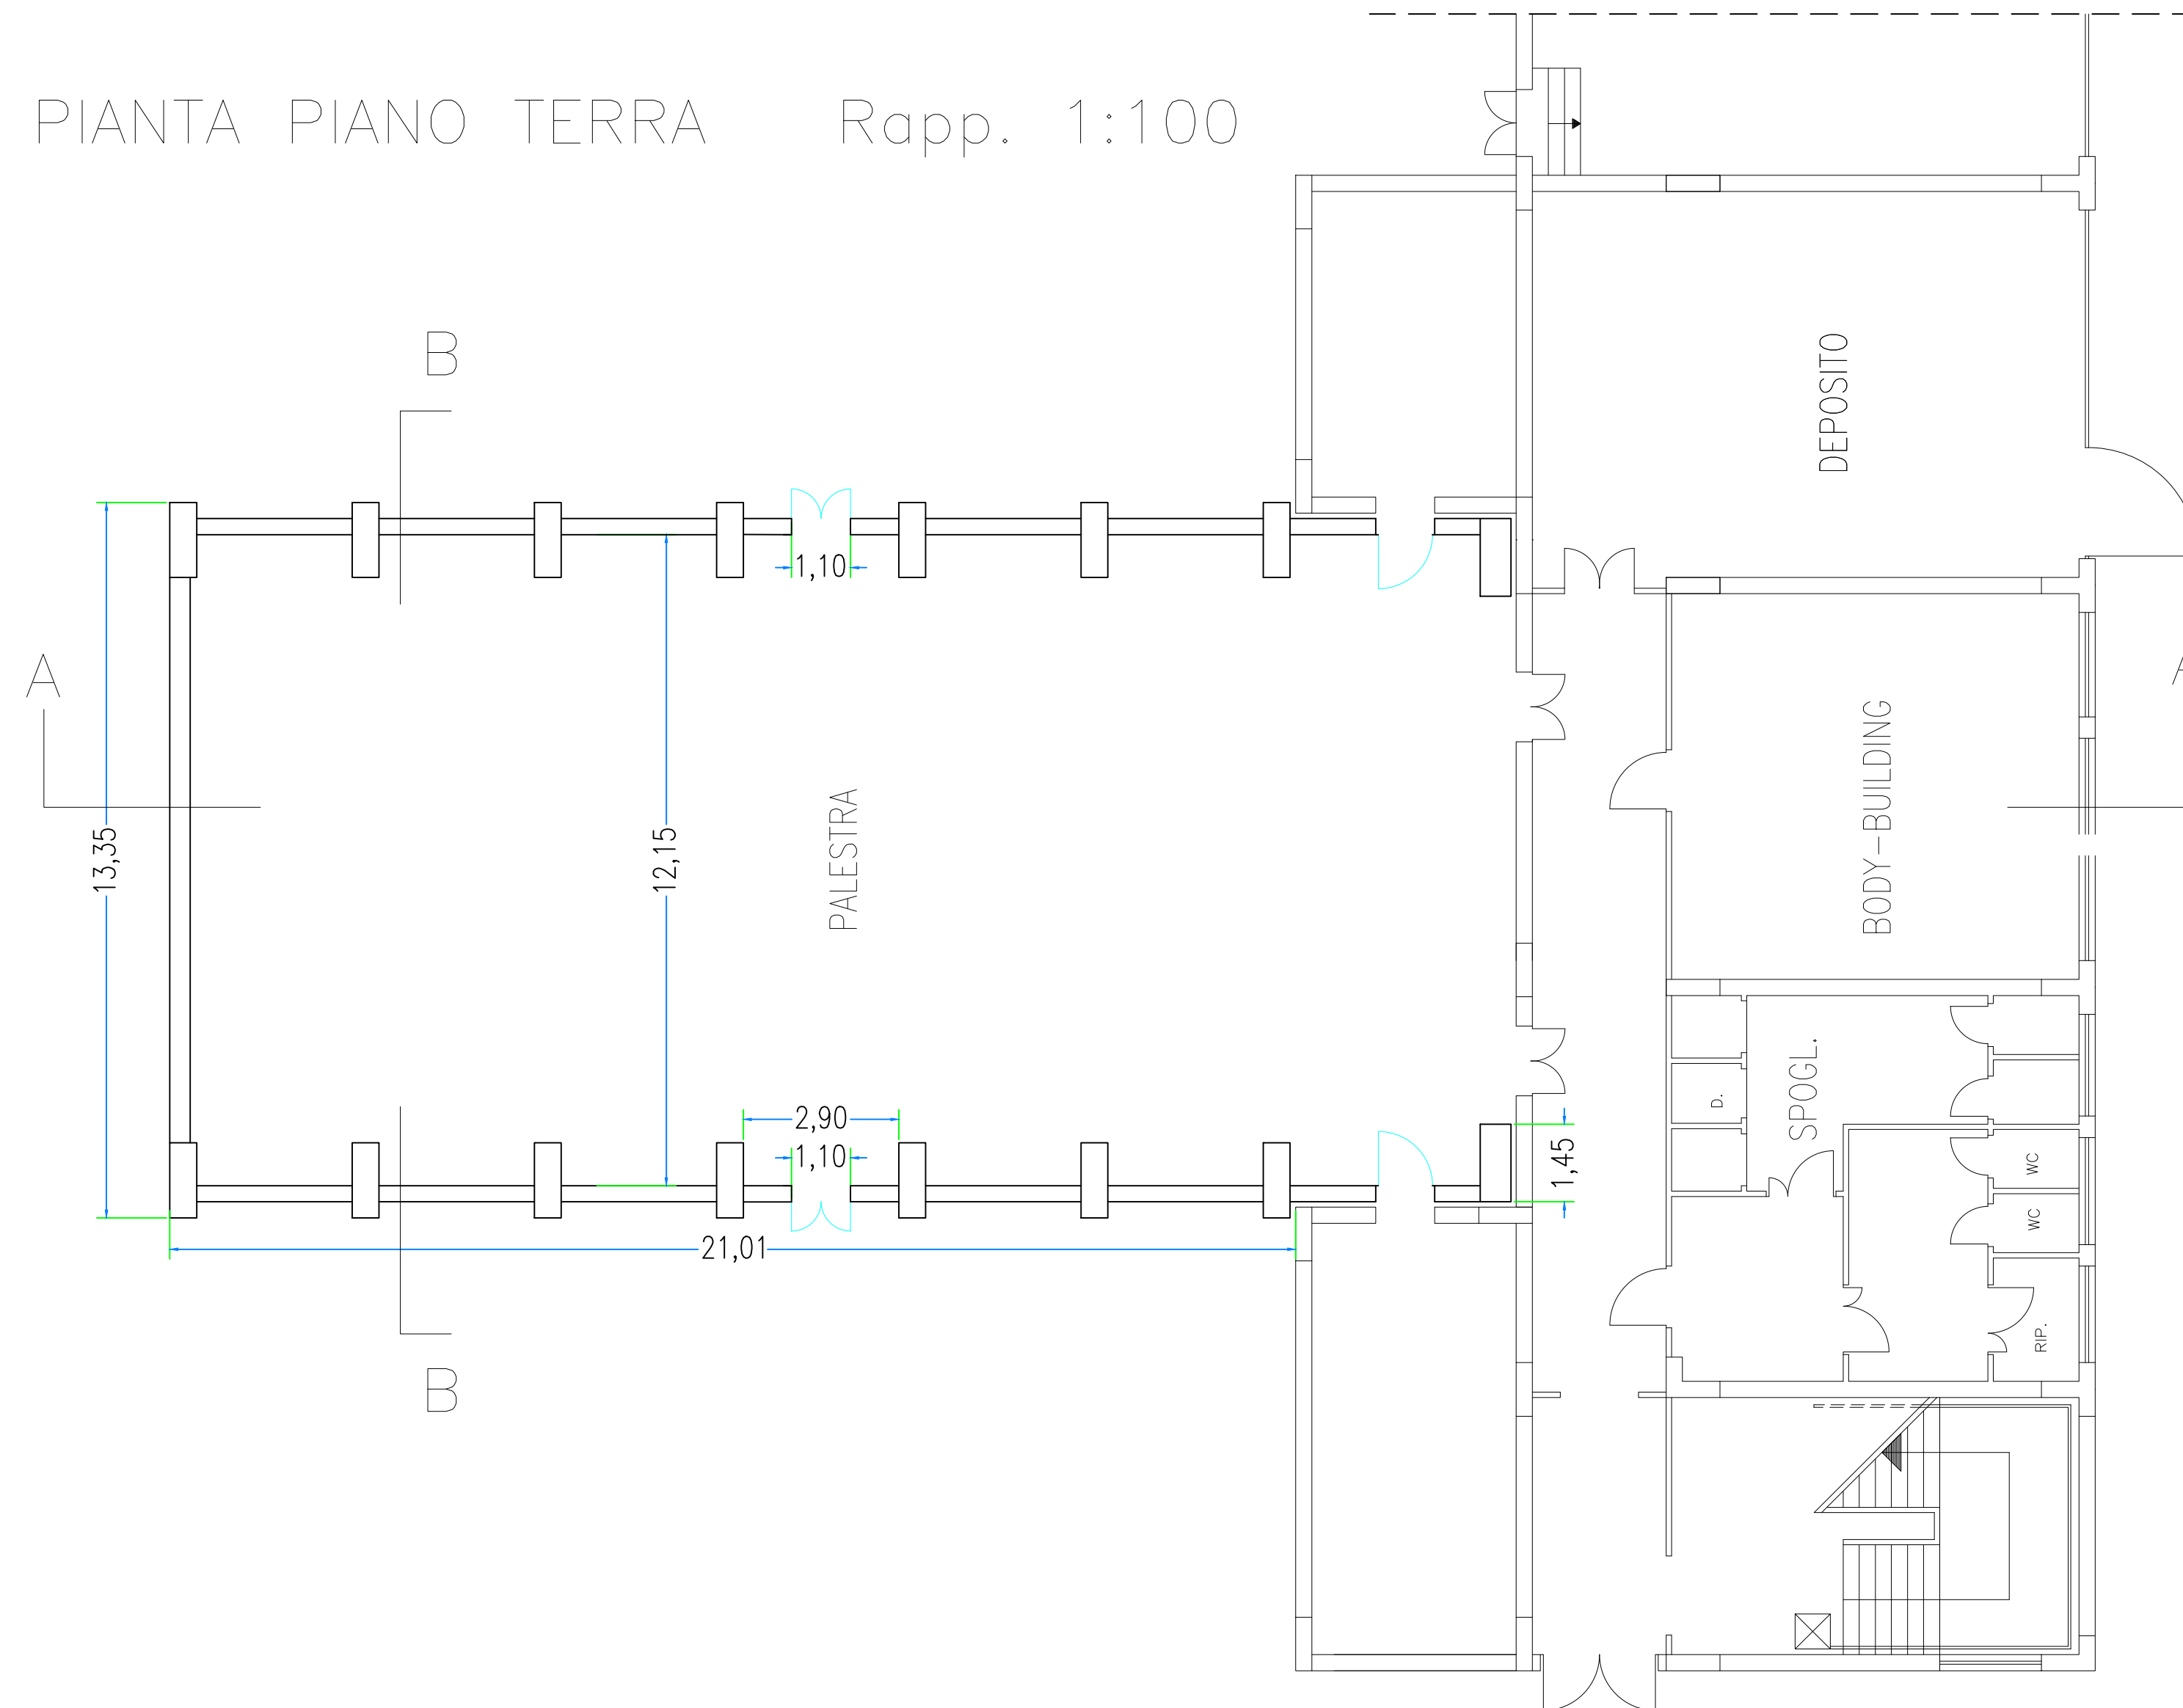 PIANTA PIANO TERRA Rapp. 1:100
B
DEPOSITO
1,10
A
A
BODY-BUILDING
PALESTRA
13,35
12,15
SPOGL.
D.
2,90
1,10
1,45
WC
WC
21,01
RIP.
B